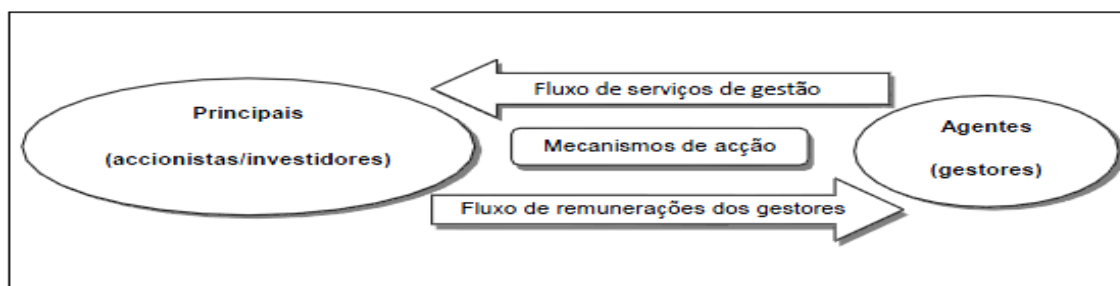 Principais
(accionistas/investidores)
Fluxo de serviços de gestão
Mecanismos de acção
Fluxo de remunerações dos gestores
Agentes
(gestores)